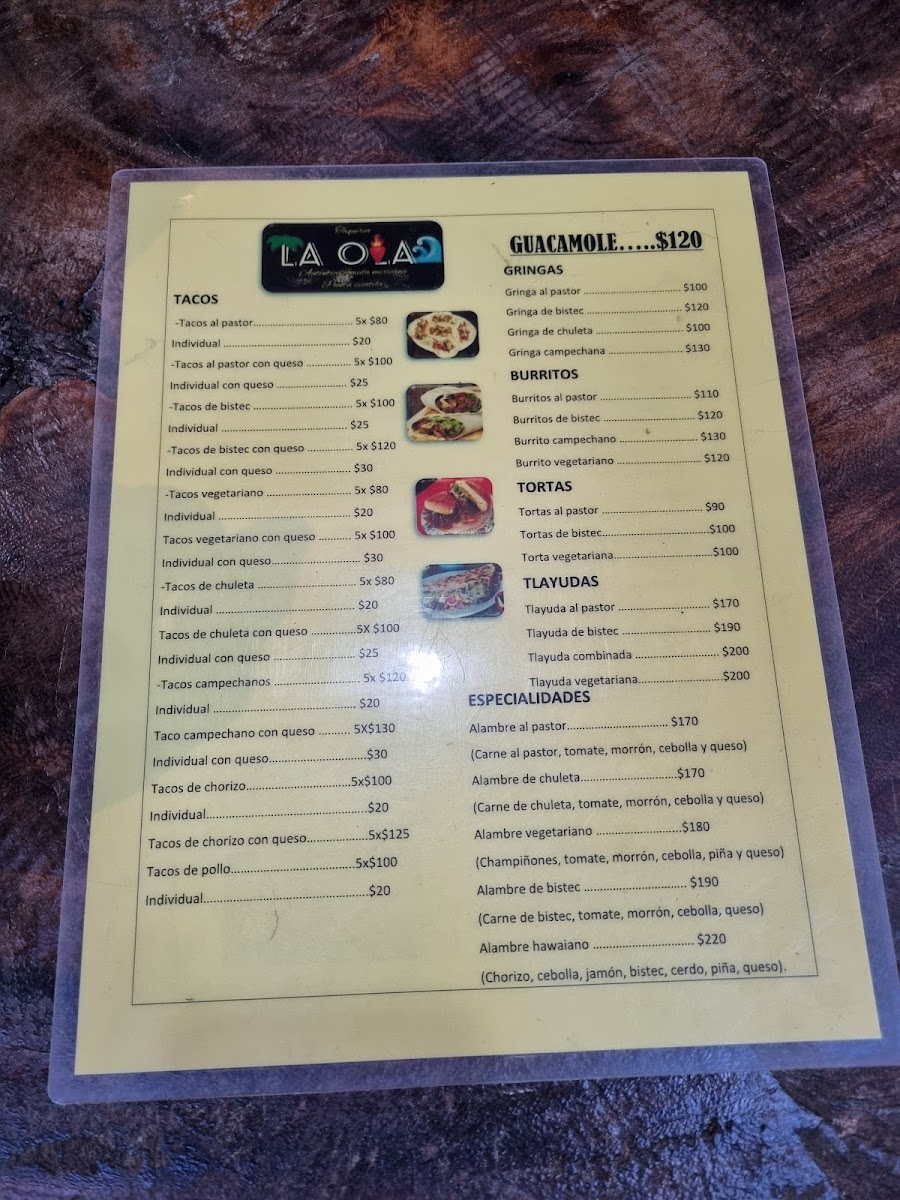 Taqueria
LA OLA
TACOS
-Tacos al pastor.................................. 5x $80
Individual ............................................. $20
-Tacos al pastor con queso ............... 5x $100
Individual con queso ........................ $25
-Tacos de bistec ................................... 5x $100
Individual ............................................ $25
-Tacos de bistec con queso ................. 5x $120
Individual con queso .......................... $30
-Tacos vegetariano .............................. 5x $80
Individual .............................................. $20
Tacos vegetariano con queso ........... 5x $100
Individual con queso............................. $30
-Tacos de chuleta .................................. 5x $80
Individual ............................................... $20
Tacos de chuleta con queso ..............5X $100
Individual con queso ............................ $25
-Tacos campechanos ............................ 5x $120
Individual ................................................ $20
Taco campechano con queso .......... 5X$130
Individual con queso...............................$30
Tacos de chorizo.................................5x$100
Individual..................................................$20
Tacos de chorizo con queso...................5x$125
Tacos de pollo.......................................5x$100
Individual...................................................$20
GUACAMOLE.....$120
GRINGAS
Gringa al pastor ................................... $100
Gringa de bistec ................................... $120
Gringa de chuleta ................................. $100
Gringa campechana ........................... $130
BURRITOS
Burritos al pastor ................................. $110
Burritos de bistec ................................. $120
Burrito campechano ........................... $130
Burrito vegetariano ............................. $120
TORTAS
Tortas al pastor .................................... $90
Tortas de bistec....................................$100
Torta vegetariana.................................$100
TLAYUDAS
Tlayuda al pastor ................................. $170
Tlayuda de bistec ................................. $190
Tlayuda combinada ............................. $200
Tlayuda vegetariana.............................$200
ESPECIALIDADES
Alambre al pastor................................. $170
(Carne al pastor, tomate, morrón, cebolla y queso)
Alambre de chuleta...............................$170
(Carne de chuleta, tomate, morrón, cebolla y queso)
Alambre vegetariano ...........................$180
(Champiñones, tomate, morrón, cebolla, piña y queso)
Alambre de bistec ................................. $190
(Carne de bistec, tomate, morrón, cebolla, queso)
Alambre hawaiano ................................ $220
(Chorizo, cebolla, jamón, bistec, cerdo, piña, queso).